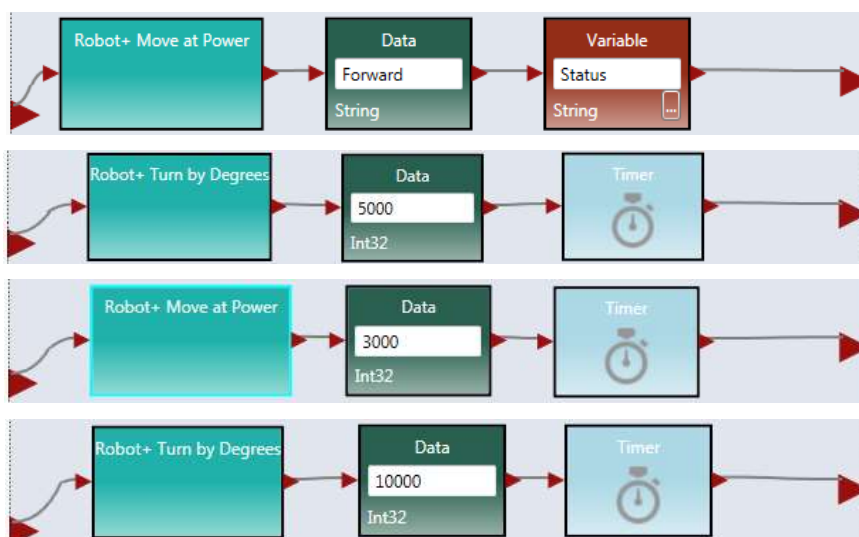 Robot+ Move at Power Data Variable
Forward Status
String String ...
Robot+ Turn by Degrees Data Timer
5000
Int32
Robot+ Move at Power Data Timer
3000
Int32
Robot+ Turn by Degrees Data Timer
10000
Int32